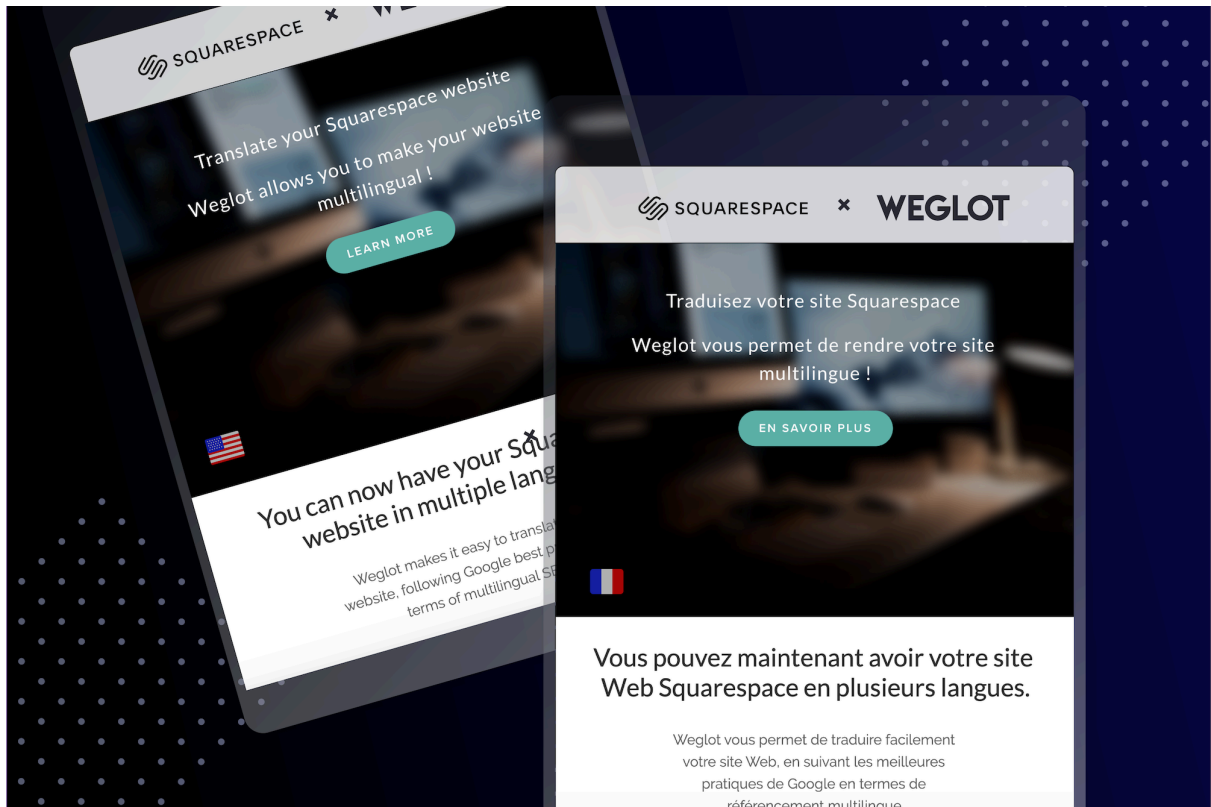 SQUARESPACE
Translate your Squarespace website
Weglot allows you to make your website
multilingual !
LEARN MORE
You can now have your
website in multiple
Weglot makes it easy to
website, following Google best
terms of multilingual
SQUARESPACE × WEGLOT
Traduisez votre site Squarespace
Weglot vous permet de rendre votre site
multilingue !
EN SAVOIR PLUS
Vous pouvez maintenant avoir votre site
Web Squarespace en plusieurs langues.
Weglot vous permet de traduire facilement
votre site Web, en suivant les meilleures
pratiques de Google en termes de
référencement multilingue